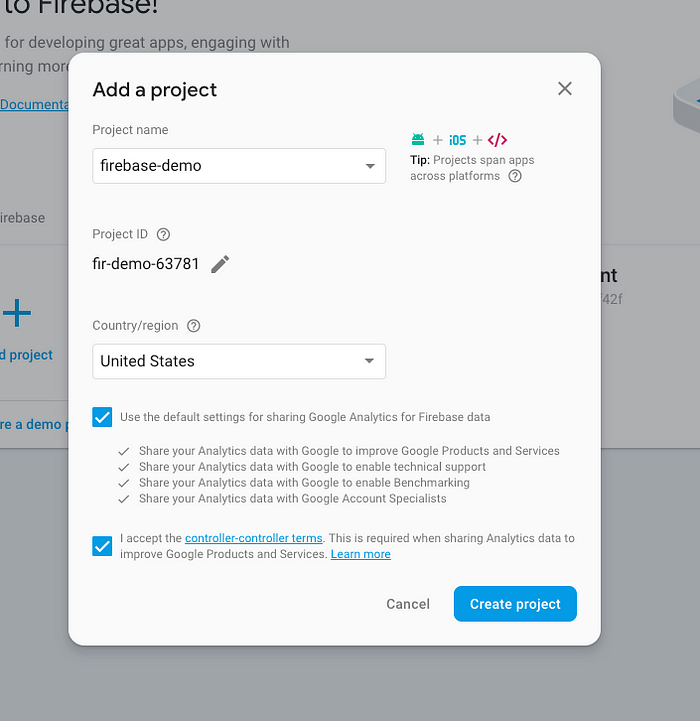 to Firebase!
for developing great apps, engaging with
more
Documenta
Add a project
Project name
firebase-demo
+ iOS + </>
Tip: Projects span apps
across platforms
Project ID
fir-demo-63781
Country/region
United States
Use the default settings for sharing Google Analytics for Firebase data
Share your Analytics data with Google to improve Google Products and Services
Share your Analytics data with Google to enable technical support
Share your Analytics data with Google to enable Benchmarking
Share your Analytics data with Google Account Specialists
I accept the controller-controller terms. This is required when sharing Analytics data to
improve Google Products and Services. Learn more
Cancel
Create project
irebase
+
d project
re a demo p
nt
f42f